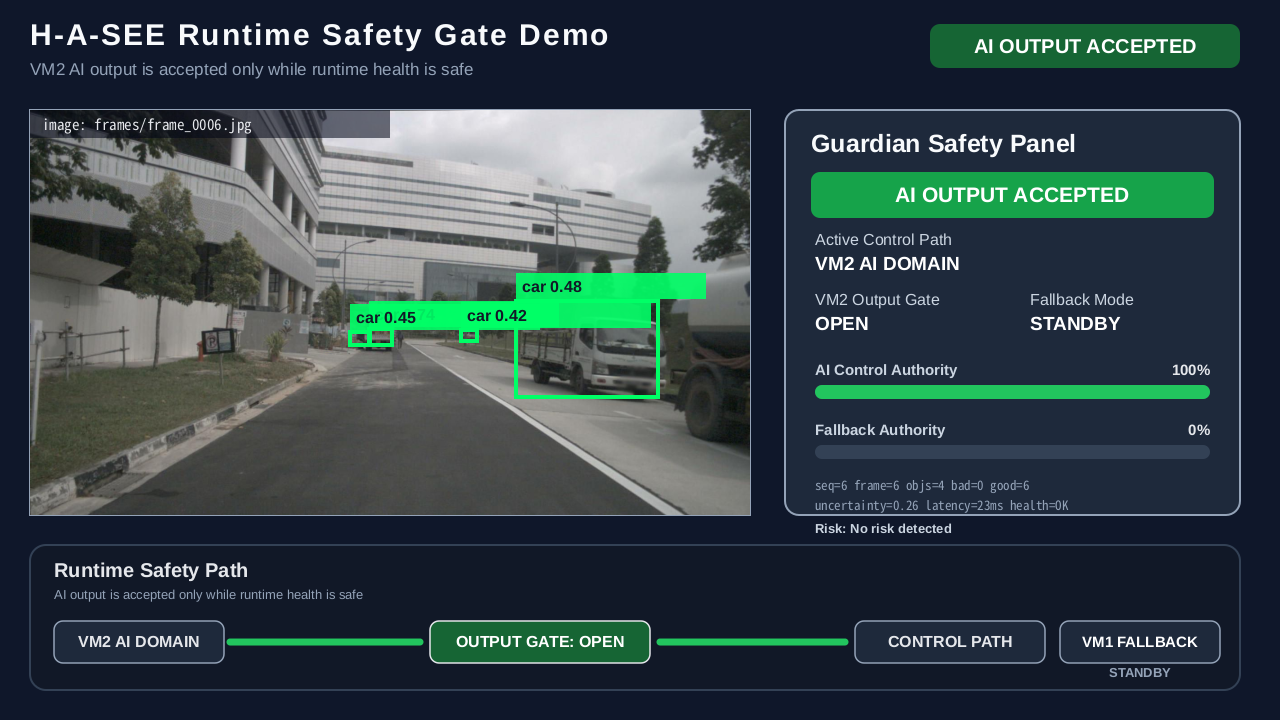 H-A-SEE Runtime Safety Gate Demo
VM2 AI output is accepted only while runtime health is safe
AI OUTPUT ACCEPTED
image: frames/frame_0006.jpg
car 0.48
car 0.45
74
car 0.42
Guardian Safety Panel
AI OUTPUT ACCEPTED
Active Control Path
VM2 AI DOMAIN
VM2 Output Gate
Fallback Mode
OPEN
STANDBY
AI Control Authority
100%
Fallback Authority
0%
seq=6 frame=6 objs=4 bad=0 good=6
uncertainty=0.26 latency=23ms health=OK
Risk: No risk detected
Runtime Safety Path
AI output is accepted only while runtime health is safe
VM2 AI DOMAIN
OUTPUT GATE: OPEN
CONTROL PATH
VM1 FALLBACK
STANDBY